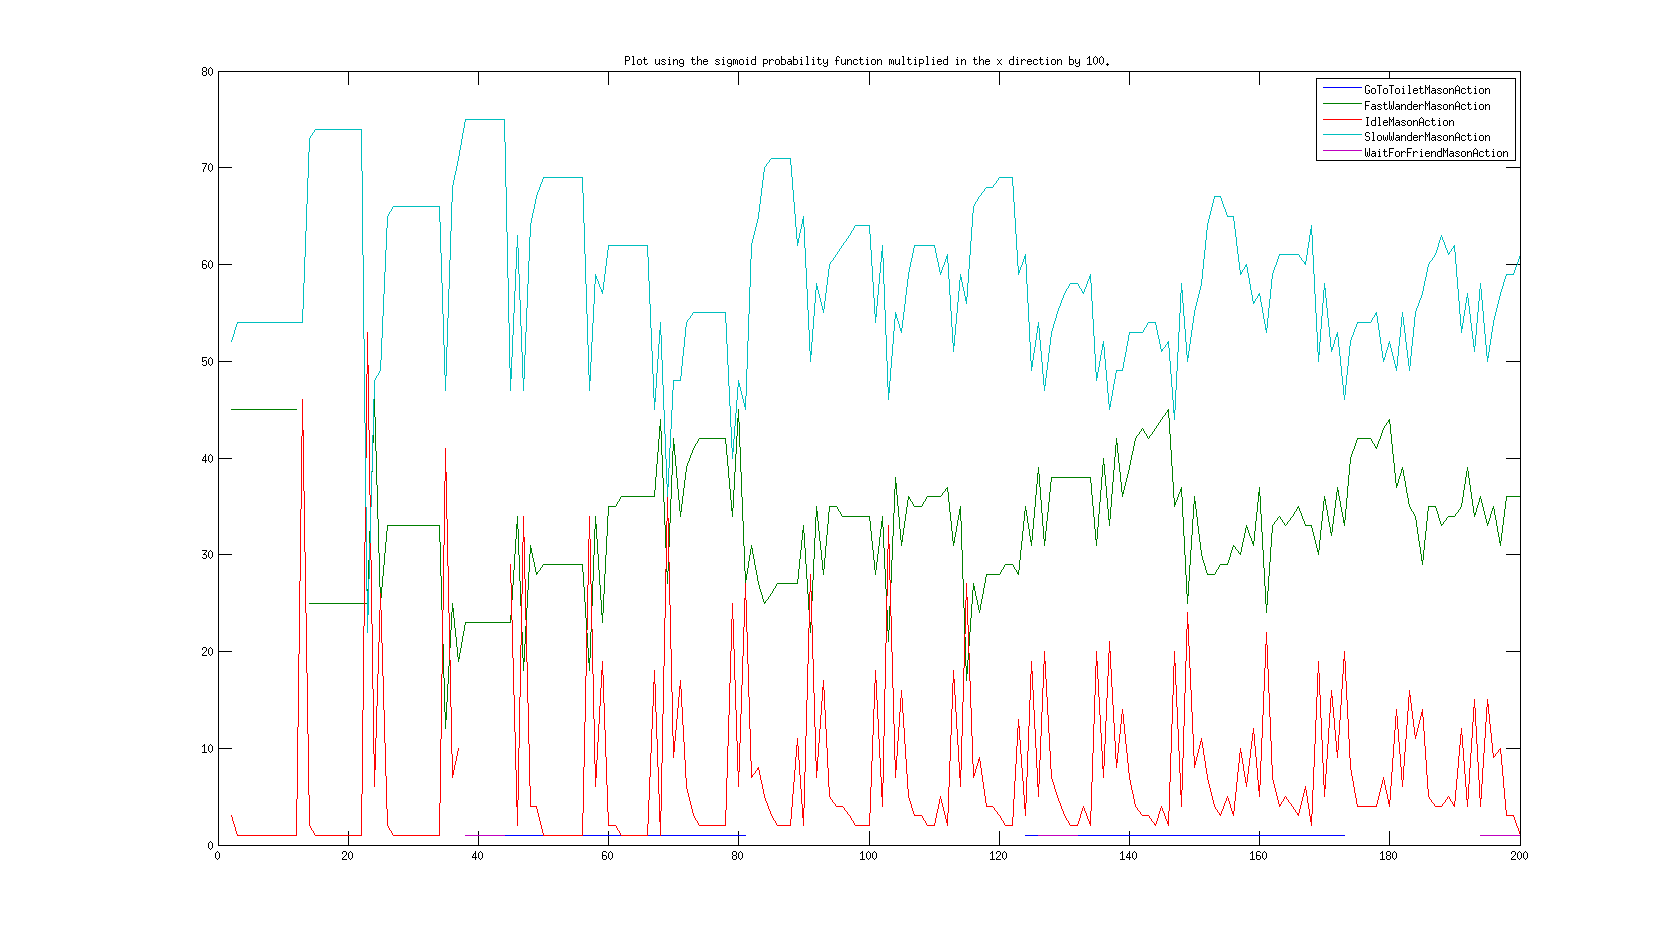 Plot using the sigmoid probability function multiplied in the x direction by 100.
80
70
60
50
40
30
20
10
0
0 20 40 60 80 100 120 140 160 180 200
GoToToiletMasonAction
FastWanderMasonAction
IdleMasonAction
SlowWanderMasonAction
WaitForFriendMasonAction